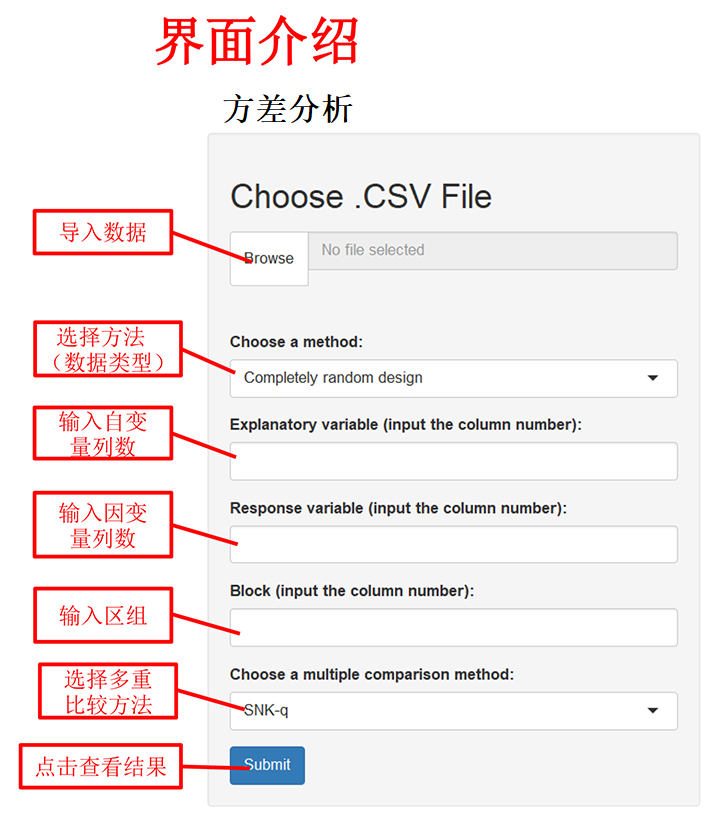 界面介绍
方差分析
Choose .CSV File
导入数据
Browse
No file selected
选择方法
（数据类型）
Choose a method:
Completely random design
输入自变
量列数
Explanatory variable (input the column number):
输入因变
量列数
Response variable (input the column number):
输入区组
Block (input the column number):
选择多重
比较方法
Choose a multiple comparison method:
SNK-q
点击查看结果
Submit